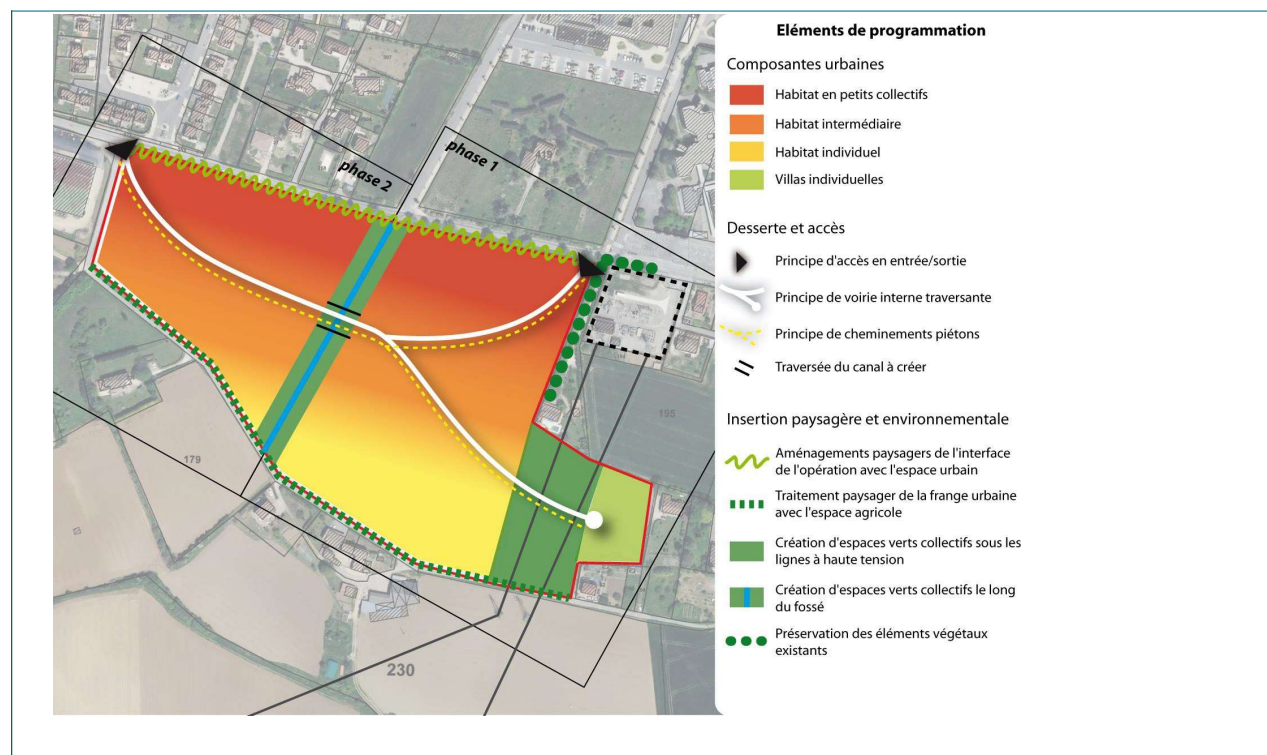 phase 2
phase 1
419
195
179
230
Eléments de programmation
Composantes urbaines
Habitat en petits collectifs
Habitat intermédiaire
Habitat individuel
Villas individuelles
Desserte et accès
Principe d'accès en entrée/sortie
Principe de voirie interne traversante
Principe de cheminements piétons
Traversée du canal à créer
Insertion paysagère et environnementale
Aménagements paysagers de l'interface
de l'opération avec l'espace urbain
Traitement paysager de la frange urbaine
avec l'espace agricole
Création d'espaces verts collectifs sous les
lignes à haute tension
Création d'espaces verts collectifs le long
du fossé
Préservation des éléments végétaux
existants